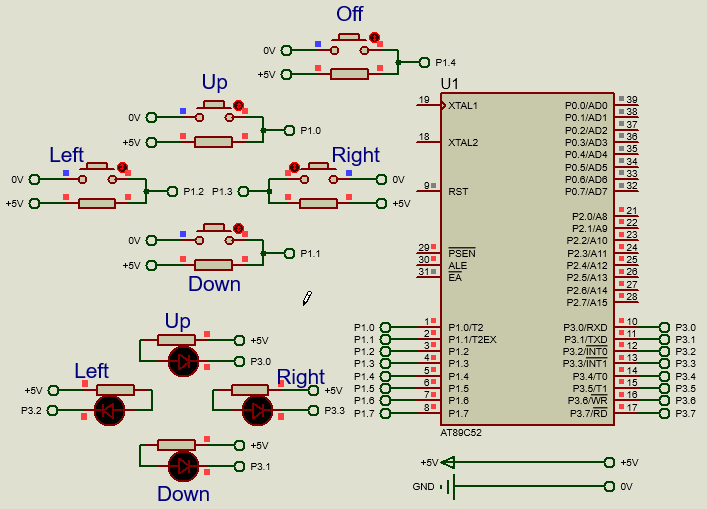 Off
0V
+5V
P1.4
Up
0V
+5V
P1.0
Left
0V
+5V
P1.2
Right
P1.3
0V
+5V
0V
+5V
P1.1
Down
Up
+5V
P3.0
Left
+5V
P3.2
Right
+5V
P3.3
+5V
P3.1
Down
U1
19 XTAL1
18 XTAL2
9 RST
29 PSEN
30 ALE
31 EA
P1.0 1 P1.0/T2
P1.1 2 P1.1/T2EX
P1.2 3 P1.2
P1.3 4 P1.3
P1.4 5 P1.4
P1.5 6 P1.5
P1.6 7 P1.6
P1.7 8 P1.7
P0.0/AD0 39
P0.1/AD1 38
P0.2/AD2 37
P0.3/AD3 36
P0.4/AD4 35
P0.5/AD5 34
P0.6/AD6 33
P0.7/AD7 32
P2.0/A8 21
P2.1/A9 22
P2.2/A10 23
P2.3/A11 24
P2.4/A12 25
P2.5/A13 26
P2.6/A14 27
P2.7/A15 28
P3.0/RXD 10 P3.0
P3.1/TXD 11 P3.1
P3.2/INT0 12 P3.2
P3.3/INT1 13 P3.3
P3.4/T0 14 P3.4
P3.5/T1 15 P3.5
P3.6/WR 16 P3.6
P3.7/RD 17 P3.7
AT89C52
+5V +5V
GND 0V